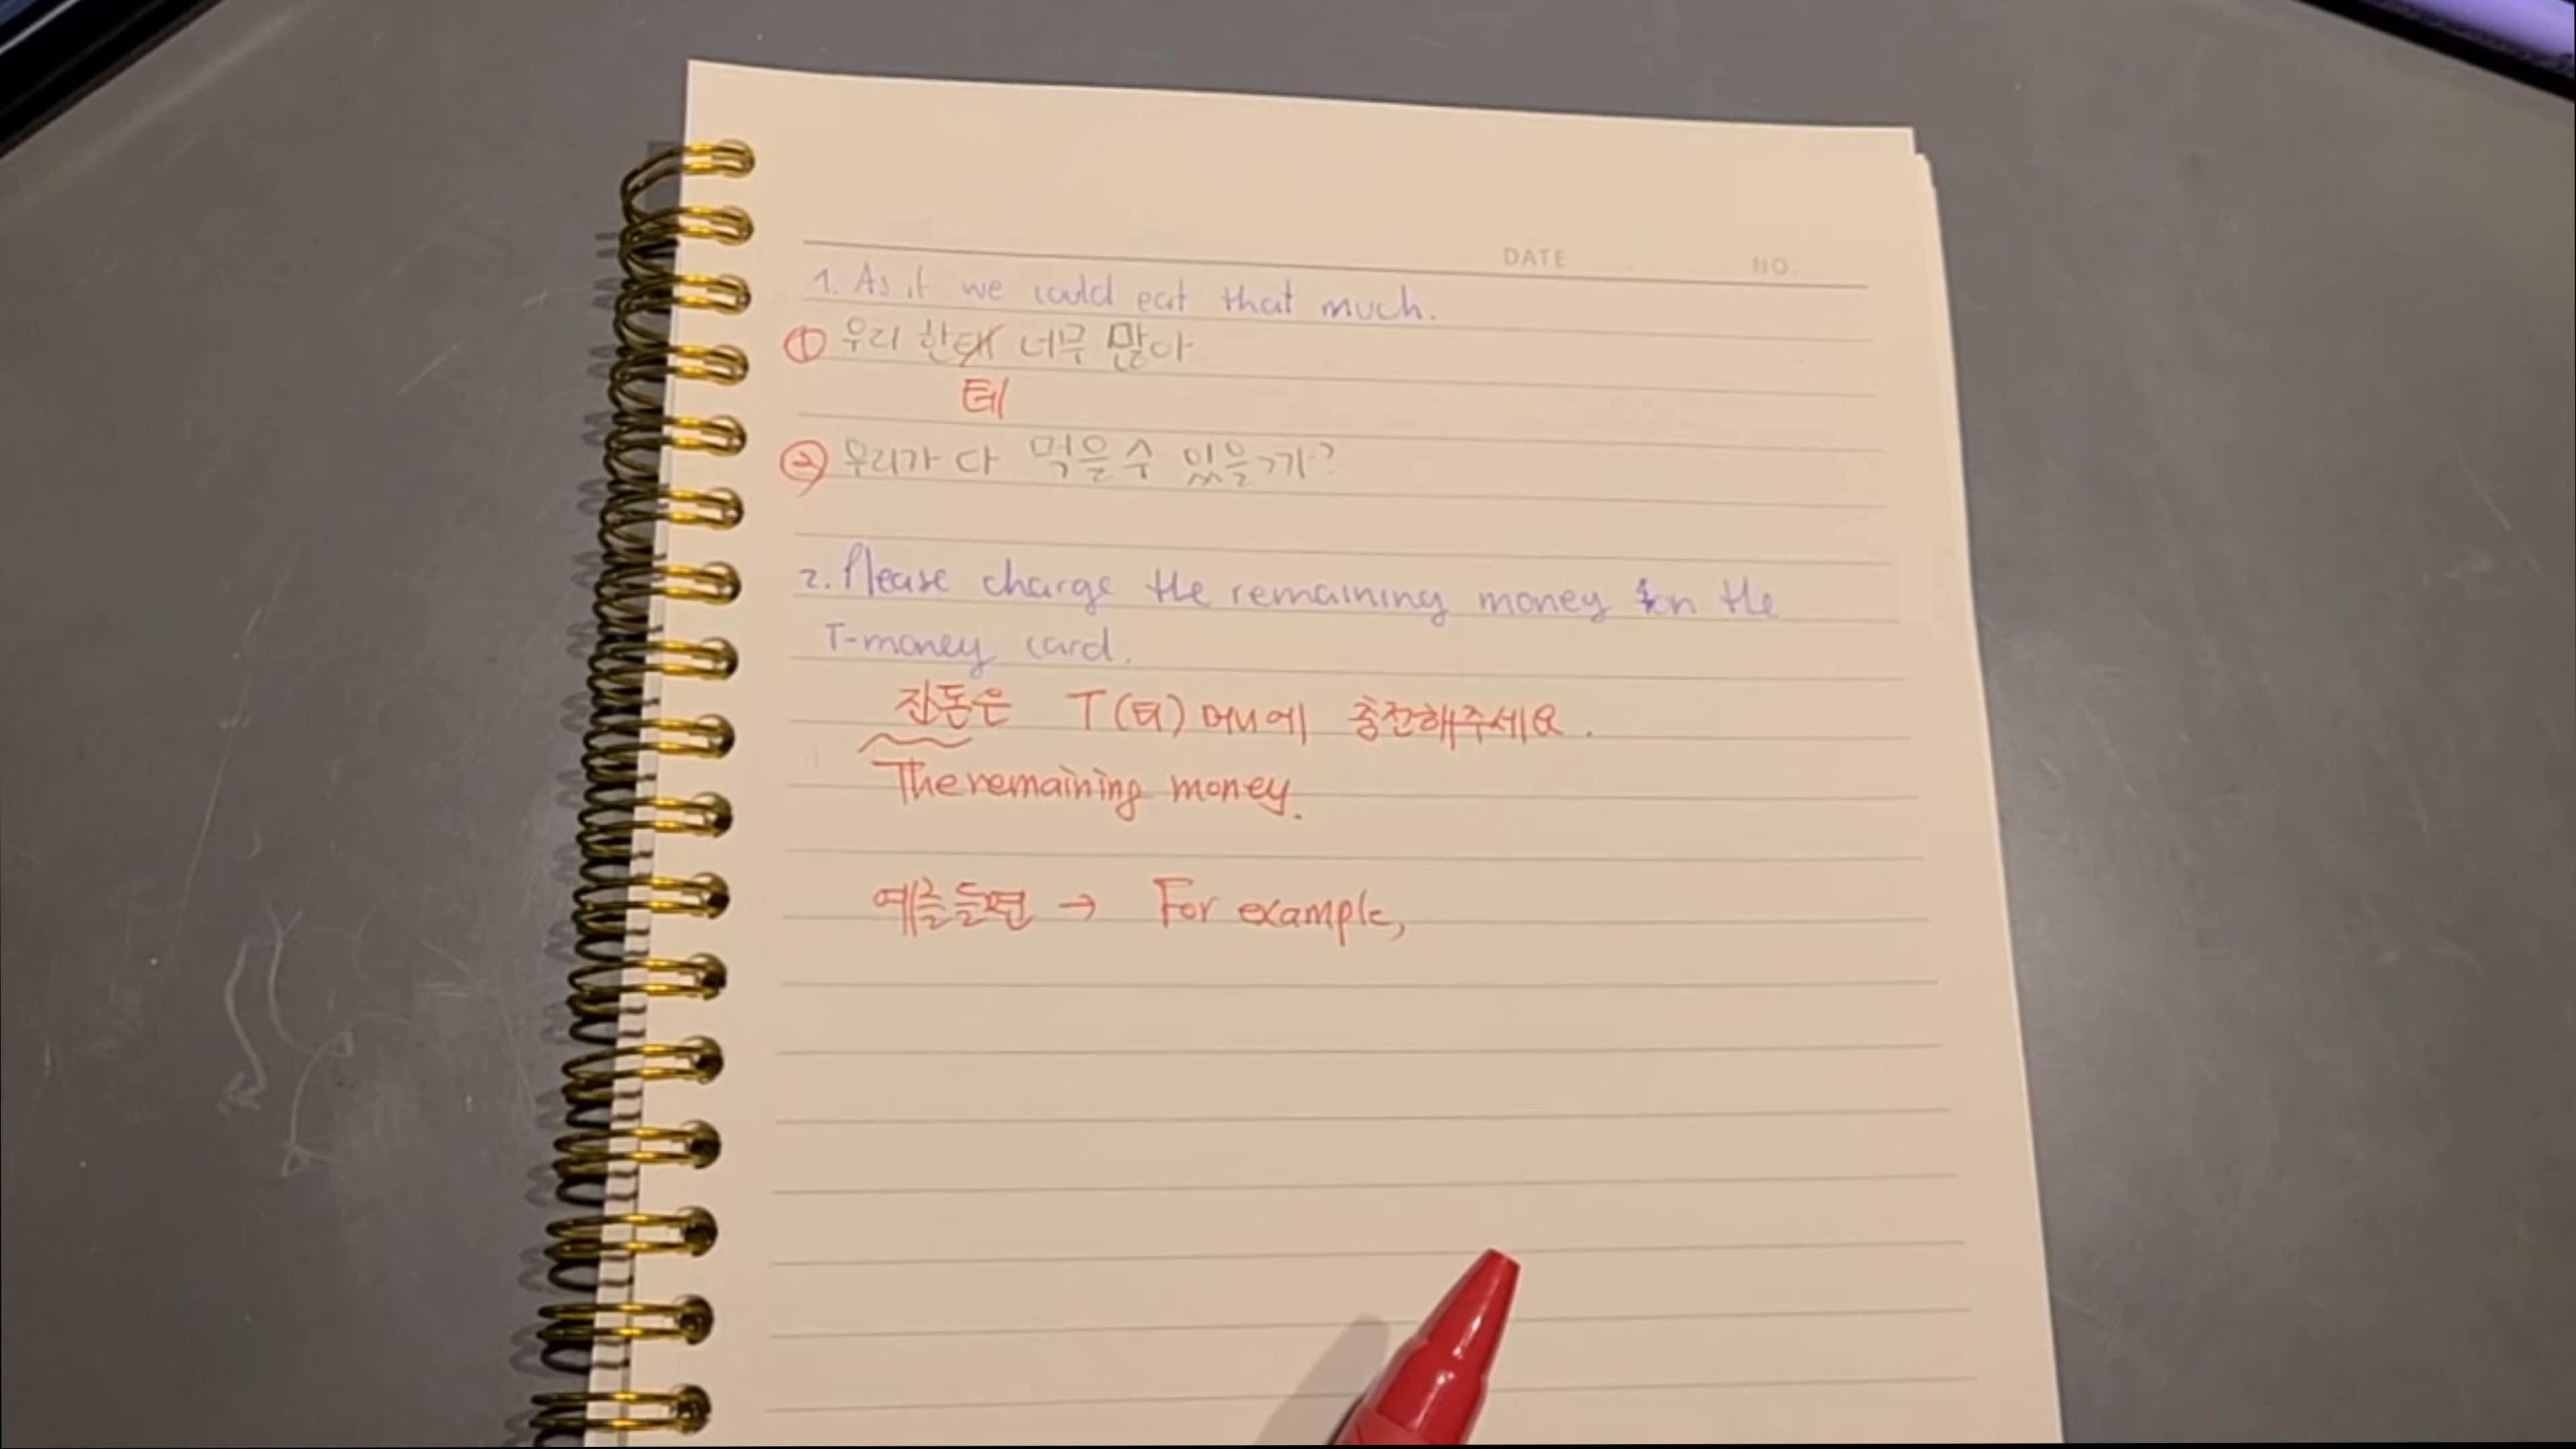 DATE NO.
1. As if we could eat that much.
① 우리 한태 너무 많아
테
② 우리가 다 먹을 수 있을까?
2. Please charge the remaining money on the
T-money card.
잔돈은 T(티)머니에 충전해주세요.
The remaining money.
예를들면 → For example,